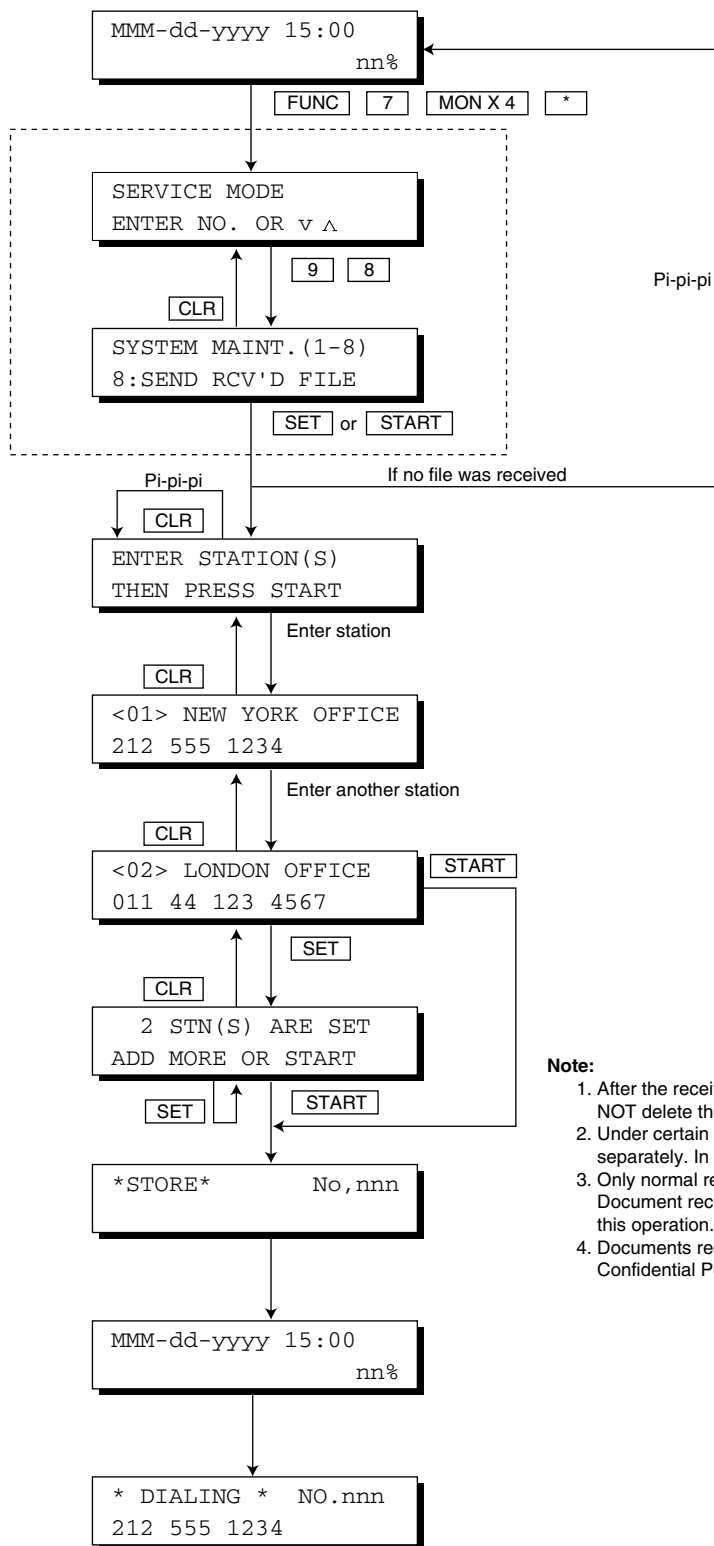 MMM-dd-yyyy 15:00
nn%
FUNC 7 MON X 4 *
SERVICE MODE
ENTER NO. OR v ʌ
9 8
Pi-pi-pi
CLR
SYSTEM MAINT.(1-8)
8:SEND RCV'D FILE
SET or START
If no file was received
Pi-pi-pi
CLR
ENTER STATION(S)
THEN PRESS START
Enter station
CLR
<01> NEW YORK OFFICE
212 555 1234
Enter another station
CLR
<02> LONDON OFFICE
011 44 123 4567
START
SET
CLR
2 STN(S) ARE SET
ADD MORE OR START
SET
START
*STORE* No,nnn
MMM-dd-yyyy 15:00
nn%
* DIALING * NO.nnn
212 555 1234
Note:
1. After the recei
NOT delete th
2. Under certain
separately. In
3. Only normal re
Document rec
this operation.
4. Documents re
Confidential P